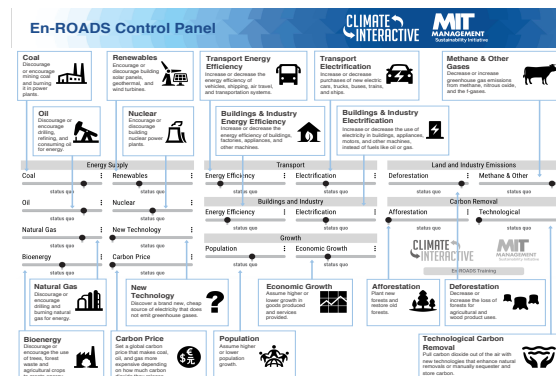 En-ROADS Control Panel
CLIMATE
INTERACTIVE
MIT
MANAGEMENT
Sustainability Initiative
Coal
Discourage
or encourage
mining coal
and burning
it in power
plants.
Renewables
Encourage or
discourage building
solar panels,
geothermal, and
wind turbines.
Transport Energy
Efficiency
Increase or decrease the
energy efficiency of
vehicles, shipping, air travel,
and transportation systems.
Transport
Electrification
Increase or decrease
purchases of new electric
cars, trucks, buses, trains,
and ships.
Methane & Other
Gases
Decrease or increase
greenhouse gas emissions
from methane, nitrous oxide,
and the f-gases.
Oil
Discourage or
encourage
drilling,
refining, and
consuming oil
for energy.
Nuclear
Encourage or
discourage
building
nuclear power
plants.
Buildings & Industry
Energy Efficiency
Increase or decrease the
energy efficiency of buildings,
factories, appliances, and
other machines.
Buildings & Industry
Electrification
Increase or decrease the use of
electricity in buildings, appliances,
motors, and other machines,
instead of fuels like oil or gas.
Energy Supply
Transport
Land and Industry Emissions
Coal
Renewables
Energy Efficiency
Electrification
Deforestation
Methane & Other
status quo
status quo
status quo
status quo
status quo
status quo
Buildings and Industry
Carbon Removal
Oil
Nuclear
Energy Efficiency
Electrification
Afforestation
Technological
status quo
status quo
status quo
status quo
status quo
status quo
Growth
Natural Gas
New Technology
Population
Economic Growth
status quo
status quo
status quo
status quo
Bioenergy
Carbon Price
status quo
status quo
CLIMATE
INTERACTIVE
MIT
MANAGEMENT
Sustainability Initiative
En-ROADS Training
Natural Gas
Discourage or
encourage
drilling and
burning natural
gas for energy.
New
Technology
Discover a brand new, cheap
source of electricity that does
not emit greenhouse gases.
?
Economic Growth
Assume higher or
lower growth in
goods produced
and services
provided.
Afforestation
Plant new
forests and
restore old
forests.
Deforestation
Decrease or
increase the loss of
forests for
agricultural and
wood product uses.
Bioenergy
Discourage or
encourage the use
of trees, forest
waste and
agricultural crops
Carbon Price
Set a global carbon
price that makes coal,
oil, and gas more
expensive depending
on how much carbon
Population
Assume higher
or lower
population
growth.
Technological Carbon
Removal
Pull carbon dioxide out of the air with
new technologies that enhance natural
removals or manually sequester and
store carbon.